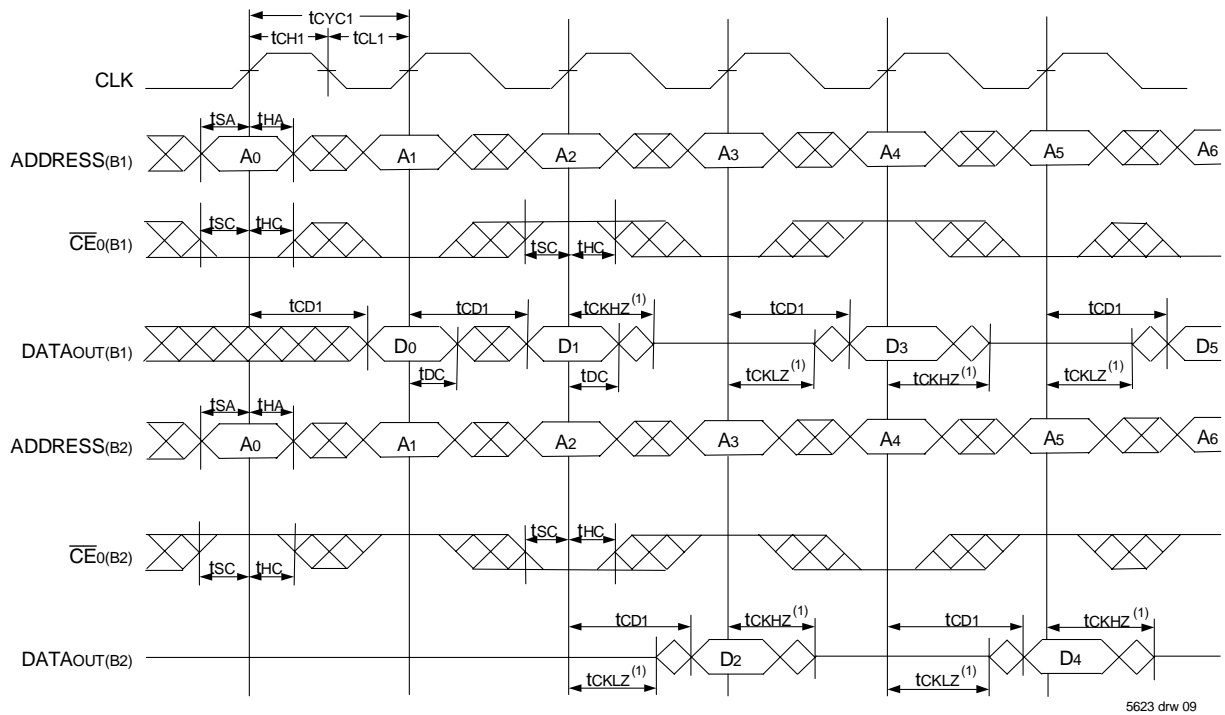 tCYC1
tCH1 tCL1
CLK
tSA tHA
ADDRESS(B1) A0 A1 A2 A3 A4 A5 A6
tSC tHC
CE0(B1)
tSC tHC
tCD1 tCD1 tCKHZ(1) tCD1 tCD1
DATAOUT(B1) D0 D1 D3 D5
tDC tDC tCKLZ(1) tCKHZ(1) tCKLZ(1)
tSA tHA
ADDRESS(B2) A0 A1 A2 A3 A4 A5 A6
tSC tHC
CE0(B2)
tSC tHC
tCD1 tCKHZ(1) tCD1 tCKHZ(1)
DATAOUT(B2) D2 D4
tCKLZ(1) tCKLZ(1)
5623 drw 09